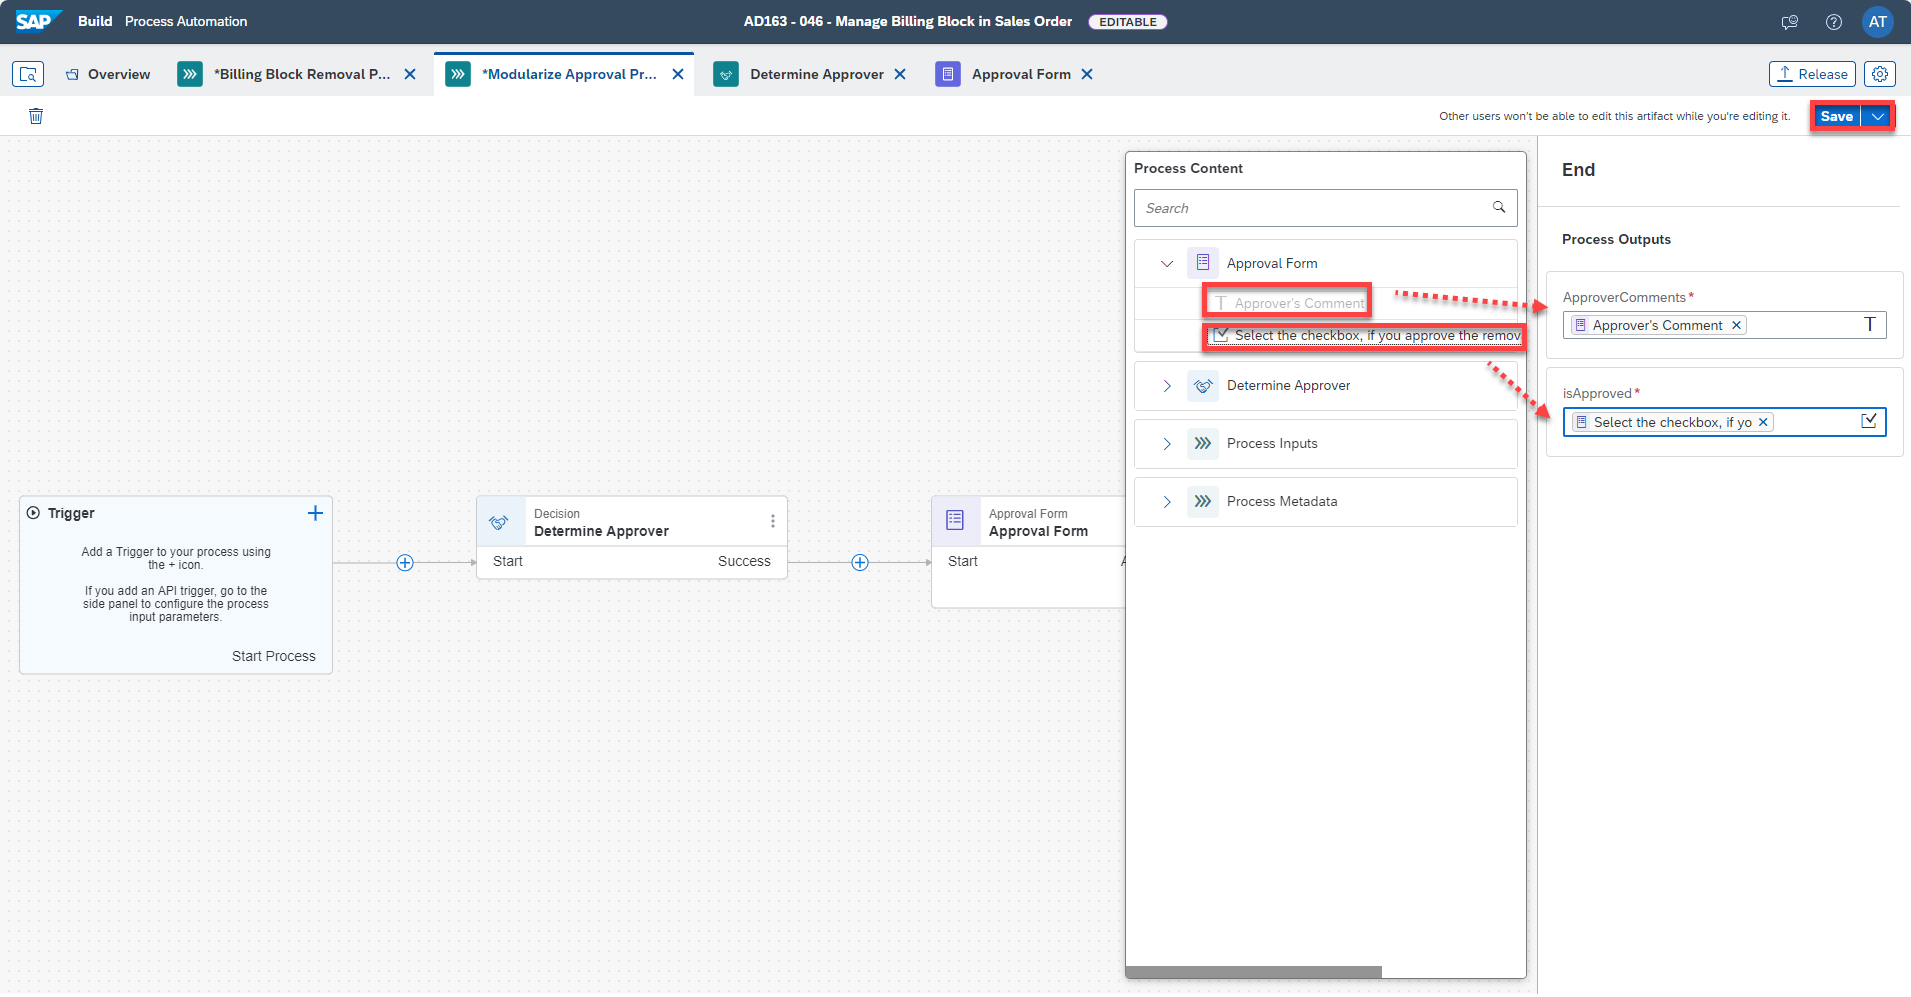 SAP Build Process Automation
AD163 - 046 - Manage Billing Block in Sales Order EDITABLE
AT
Overview
*Billing Block Removal P...
*Modularize Approval Pr...
Determine Approver
Approval Form
Release
Other users won't be able to edit this artifact while you're editing it.
Save
Trigger
Add a Trigger to your process using
the + icon.
If you add an API trigger, go to the
side panel to configure the process
input parameters.
Start Process
Decision
Determine Approver
Start
Success
Approval Form
Approval Form
Start
Process Content
Search
Approval Form
Approver's Comment
Select the checkbox, if you approve the remov
Determine Approver
Process Inputs
Process Metadata
End
Process Outputs
ApproverComments *
Approver's Comment
isApproved *
Select the checkbox, if yo